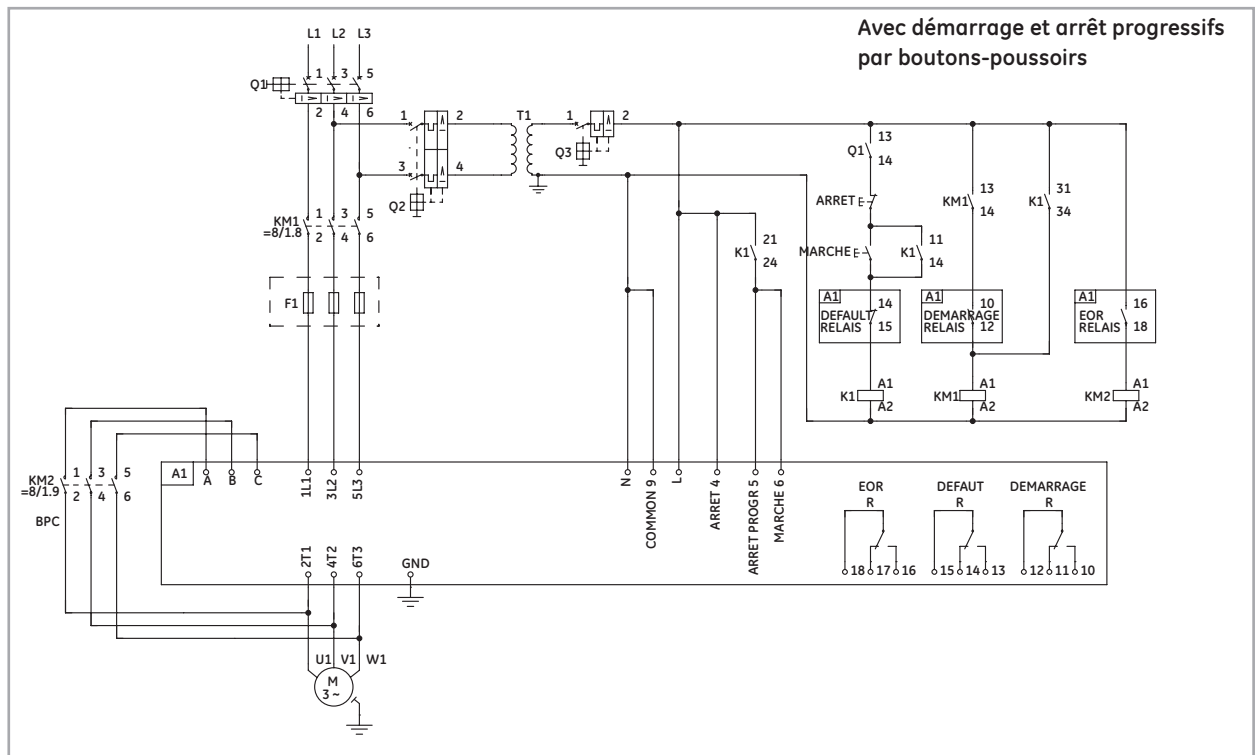 Avec démarrage et arrêt progressifs
par boutons-poussoirs
L1 L2 L3
Q1 1 3 5
2 4 6
1 2 T1 1 2
Q3
3 4
Q2
13
Q1
14
ARRET
KM1 13
14
K1 31
34
KM1 1 3 5
=8/1.8 2 4 6
K1 21
24
MARCHE K1 11
14
F1
A1 14
DEFAULT
RELAIS 15
A1 10
DEMARRAGE
RELAIS 12
A1 16
EOR
RELAIS 18
K1 A1
A2
KM1 A1
A2
KM2 A1
A2
KM2 1 3 5
=8/1.9 2 4 6
BPC
A1 A B C
1L1 3L2 5L3
N COMMON 9 L ARRET 4 ARRET PROGR 5 MARCHE 6
EOR DEFAUT DEMARRAGE
R R R
18 17 16 15 14 13 12 11 10
2T1 4T2 6T3 GND
U1 V1 W1
M
3 ~